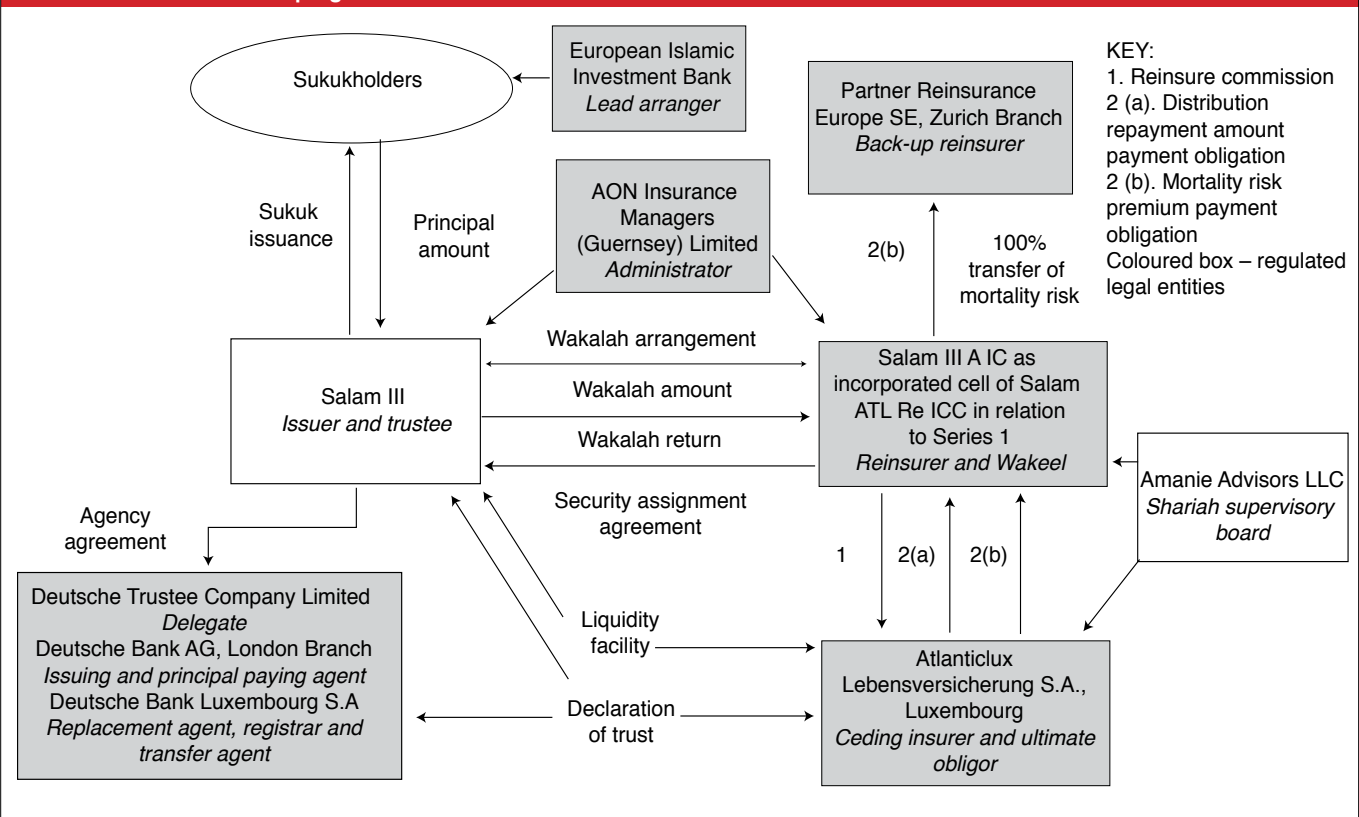 Sukukholders
European Islamic
Investment Bank
Lead arranger
Partner Reinsurance
Europe SE, Zurich Branch
Back-up reinsurer
KEY:
1. Reinsure commission
2 (a). Distribution
repayment amount
payment obligation
2 (b). Mortality risk
premium payment
obligation
Coloured box – regulated
legal entities
AON Insurance
Managers
(Guernsey) Limited
Administrator
Sukuk
issuance
Principal
amount
2(b)
100%
transfer of
mortality risk
Salam III
Issuer and trustee
Wakalah arrangement
Wakalah amount
Wakalah return
Security assignment
agreement
Salam III A IC as
incorporated cell of Salam
ATL Re ICC in relation
to Series 1
Reinsurer and Wakeel
Amanie Advisors LLC
Shariah supervisory
board
Agency
agreement
1
2(a)
2(b)
Deutsche Trustee Company Limited
Delegate
Deutsche Bank AG, London Branch
Issuing and principal paying agent
Deutsche Bank Luxembourg S.A
Replacement agent, registrar and
transfer agent
Liquidity
facility
Declaration
of trust
Atlanticlux
Lebensversicherung S.A.,
Luxembourg
Ceding insurer and ultimate
obligor